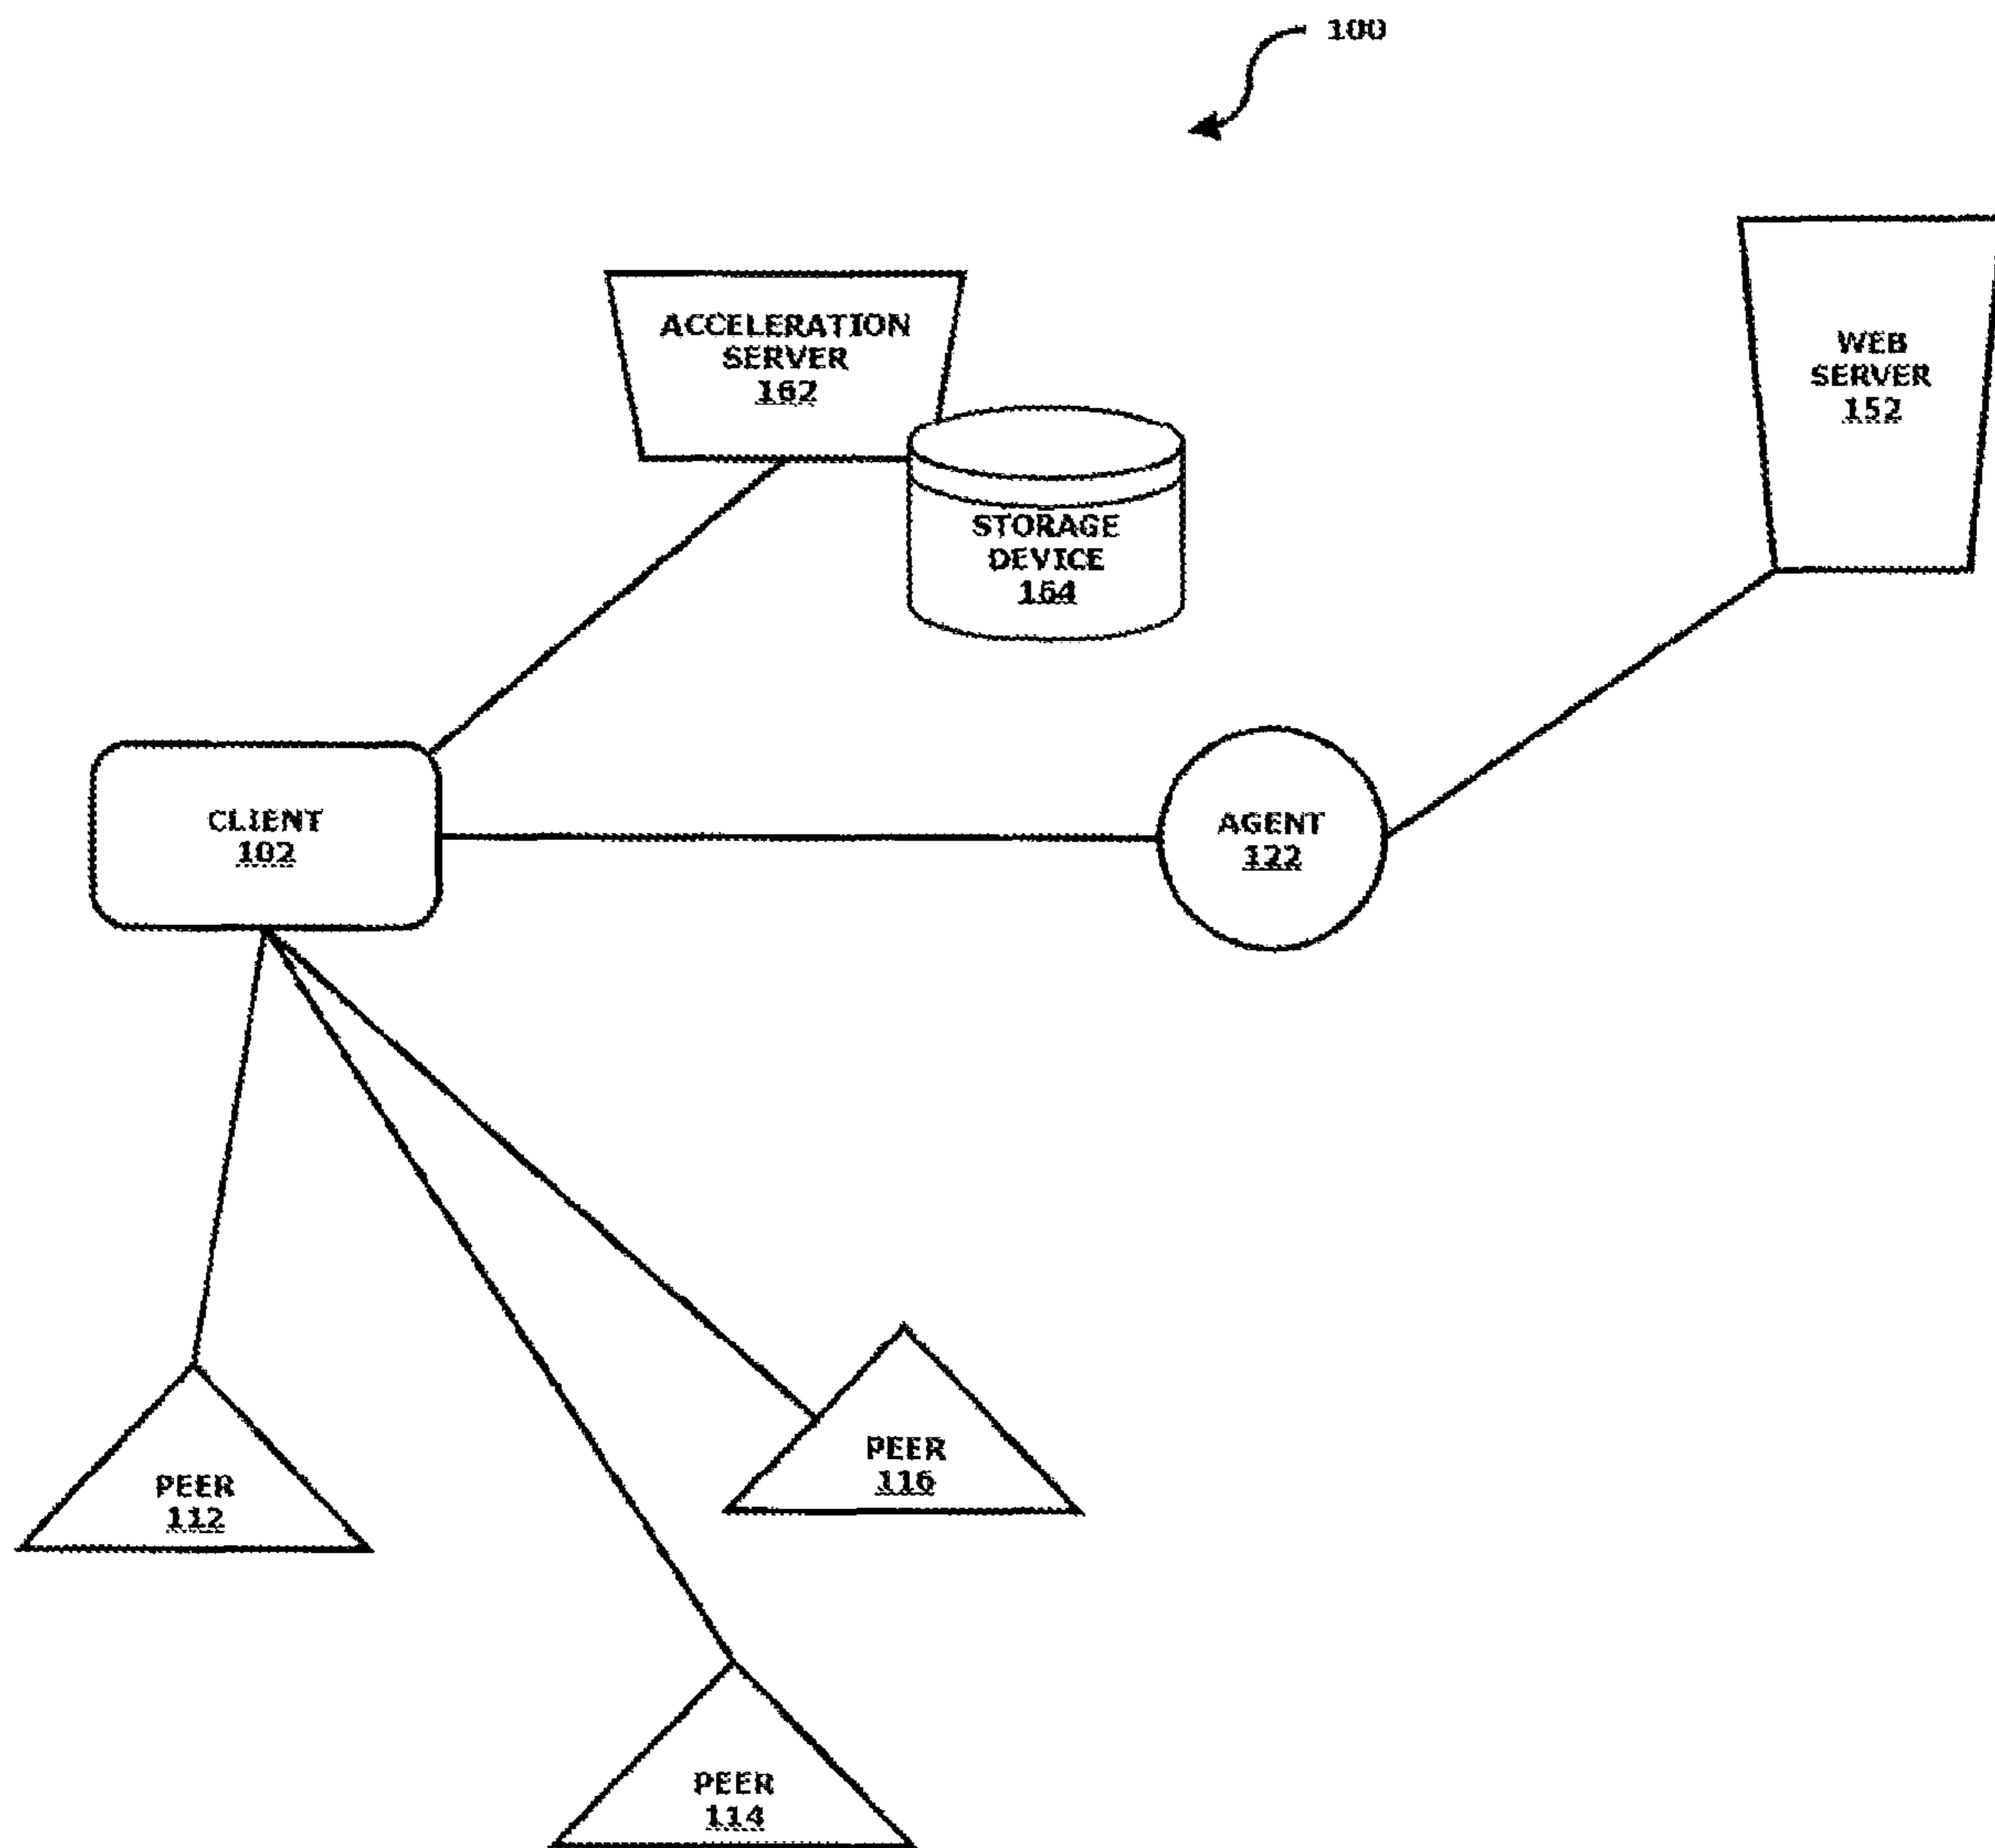 100
ACCELERATION
SERVER
162
WEB
SERVER
152
STORAGE
DEVICE
164
CLIENT
102
AGENT
122
PEER
116
PEER
112
PEER
114